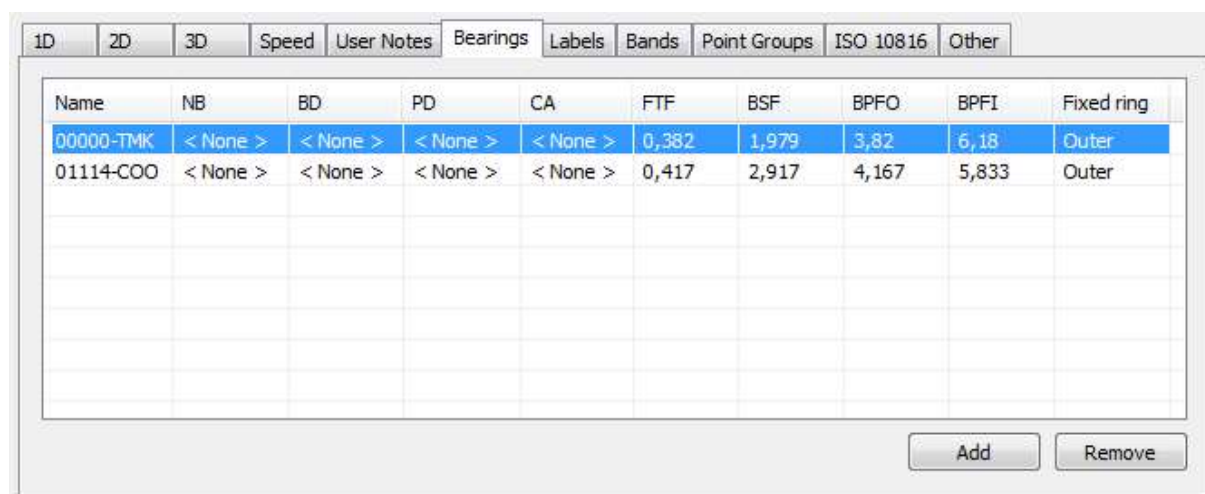 1D 2D 3D Speed User Notes Bearings Labels Bands Point Groups ISO 10816 Other
Name NB BD PD CA FTF BSF BPFO BPFI Fixed ring
00000-TMK < None > < None > < None > < None > 0,382 1,979 3,82 6,18 Outer
01114-COO < None > < None > < None > < None > 0,417 2,917 4,167 5,833 Outer
Add Remove